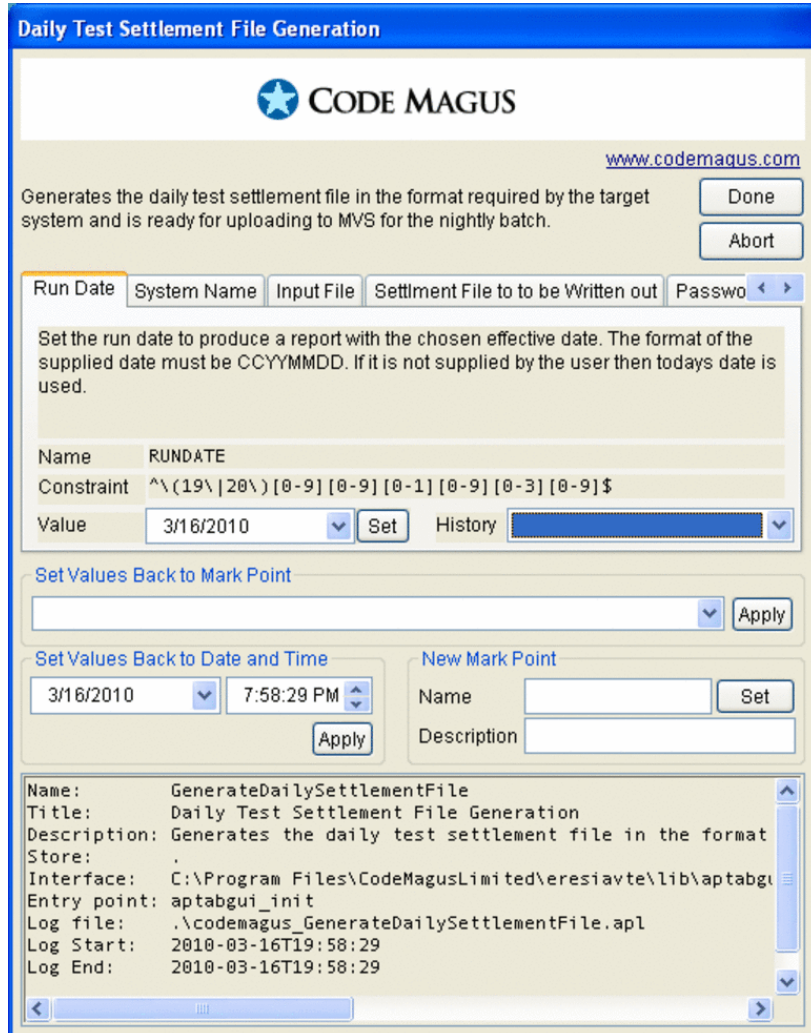 Daily Test Settlement File Generation
CODE MAGUS
www.codemagus.com
Generates the daily test settlement file in the format required by the target
system and is ready for uploading to MVS for the nightly batch.
Done
Abort
Run Date System Name Input File Settlment File to to be Written out Passwo
Set the run date to produce a report with the chosen effective date. The format of the
supplied date must be CCYYMMDD. If it is not supplied by the user then todays date is
used.
Name RUNDATE
Constraint ^\(19\|20\)[0-9][0-9][0-1][0-9][0-3][0-9]$
Value 3/16/2010 Set History
Set Values Back to Mark Point
Apply
Set Values Back to Date and Time
3/16/2010 7:58:29 PM
Apply
New Mark Point
Name Set
Description
Name: GenerateDailySettlementFile
Title: Daily Test Settlement File Generation
Description: Generates the daily test settlement file in the format
Store: .
Interface: C:\Program Files\CodeMagusLimited\eresiavte\lib\aptabgu
Entry point: aptabgui_init
Log file: .\codemagus_GenerateDailySettlementFile.apl
Log Start: 2010-03-16T19:58:29
Log End: 2010-03-16T19:58:29